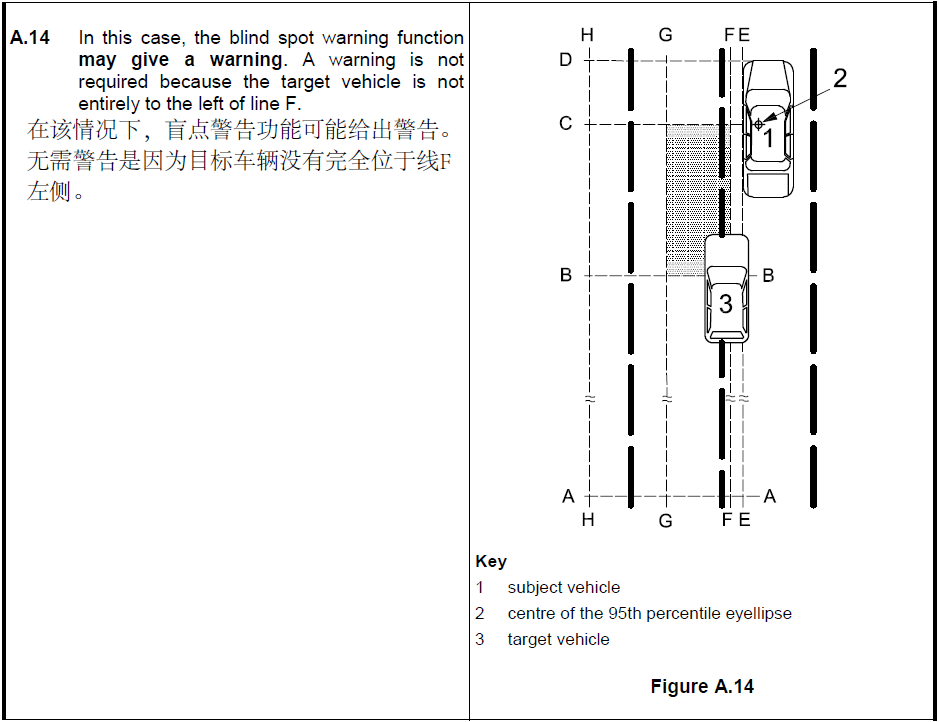 A.14 In this case, the blind spot warning function
may give a warning. A warning is not
required because the target vehicle is not
entirely to the left of line F.
在该情况下，盲点警告功能可能给出警告。
无需警告是因为目标车辆没有完全位于线F
左侧。
H G F E
D
2
C
1
B B
3
A A
H G F E
Key
1 subject vehicle
2 centre of the 95th percentile eyellipse
3 target vehicle
Figure A.14